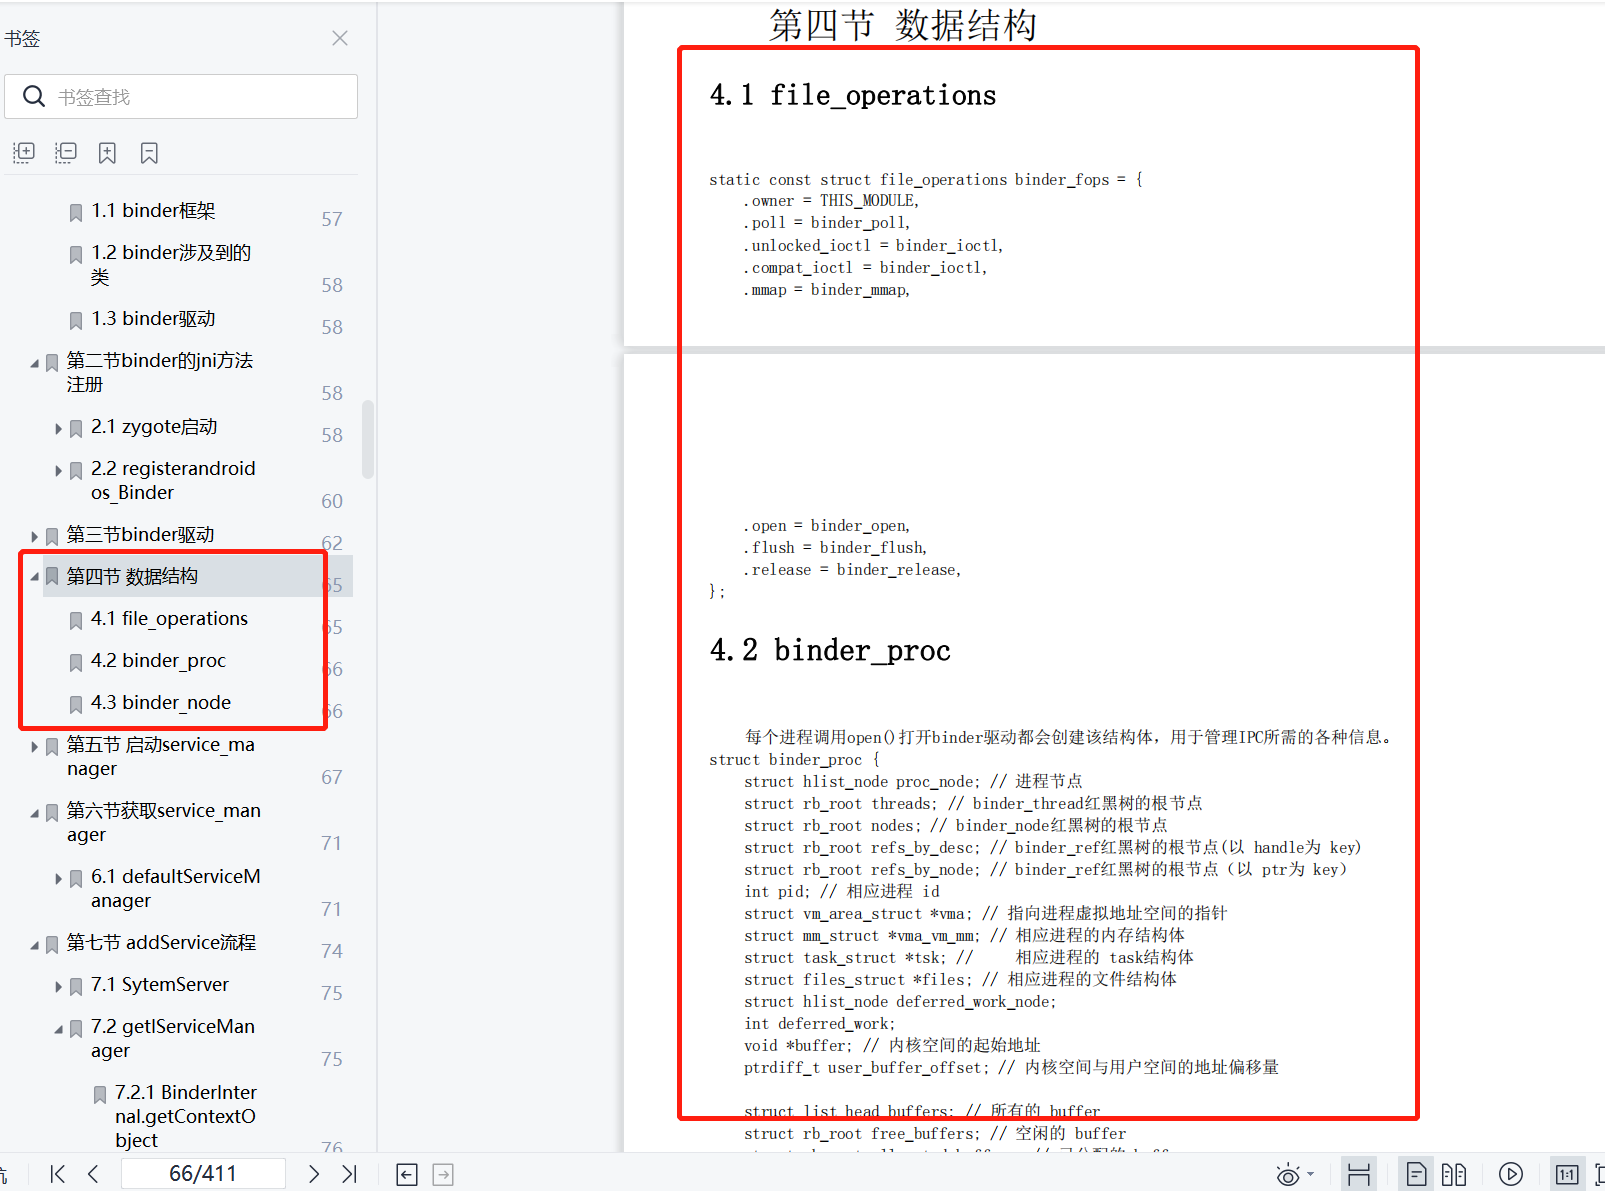 书签
书签查找
1.1 binder框架
57
1.2 binder涉及到的
类
58
1.3 binder驱动
58
第二节binder的jni方法
注册
58
2.1 zygote启动
58
2.2 registerandroid
os_Binder
60
第三节binder驱动
62
第四节 数据结构
65
4.1 file_operations
65
4.2 binder_proc
66
4.3 binder_node
66
第五节 启动service_ma
nager
67
第六节获取service_man
ager
71
6.1 defaultServiceM
anager
71
第七节 addService流程
74
7.1 SytemServer
75
7.2 getIServiceMan
ager
75
7.2.1 BinderInter
nal.getContextO
bject
76
第四节 数据结构
4.1 file_operations
static const struct file_operations binder_fops = {
.owner = THIS_MODULE,
.poll = binder_poll,
.unlocked_ioctl = binder_ioctl,
.compat_ioctl = binder_ioctl,
.mmap = binder_mmap,
.open = binder_open,
.flush = binder_flush,
.release = binder_release,
};
4.2 binder_proc
每个进程调用open()打开binder驱动都会创建该结构体，用于管理IPC所需的各种信息。
struct binder_proc {
struct hlist_node proc_node; // 进程节点
struct rb_root threads; // binder_thread红黑树的根节点
struct rb_root nodes; // binder_node红黑树的根节点
struct rb_root refs_by_desc; // binder_ref红黑树的根节点(以 handle为 key)
struct rb_root refs_by_node; // binder_ref红黑树的根节点（以 ptr为 key）
int pid; // 相应进程 id
struct vm_area_struct *vma; // 指向进程虚拟地址空间的指针
struct mm_struct *vma_vm_mm; // 相应进程的内存结构体
struct task_struct *tsk; // 相应进程的 task结构体
struct files_struct *files; // 相应进程的文件结构体
struct hlist_node deferred_work_node;
int deferred_work;
void *buffer; // 内核空间的起始地址
ptrdiff_t user_buffer_offset; // 内核空间与用户空间的地址偏移量
struct list_head buffers; // 所有的 buffer
struct rb_root free_buffers; // 空闲的 buffer
66/411
1:1